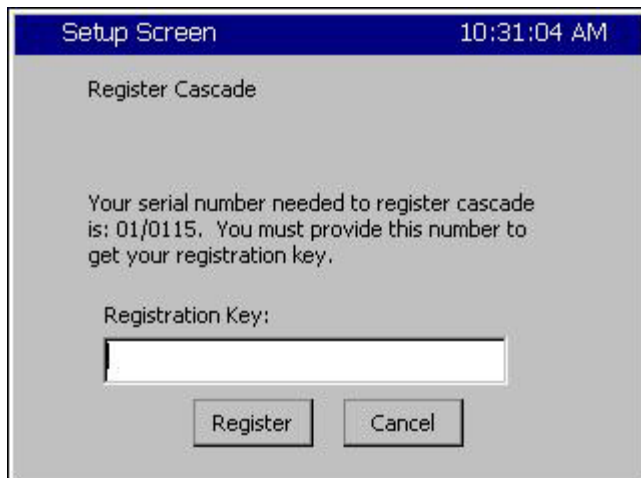 Setup Screen 10:31:04 AM
Register Cascade
Your serial number needed to register cascade
is: 01/0115. You must provide this number to
get your registration key.
Registration Key:
Register Cancel